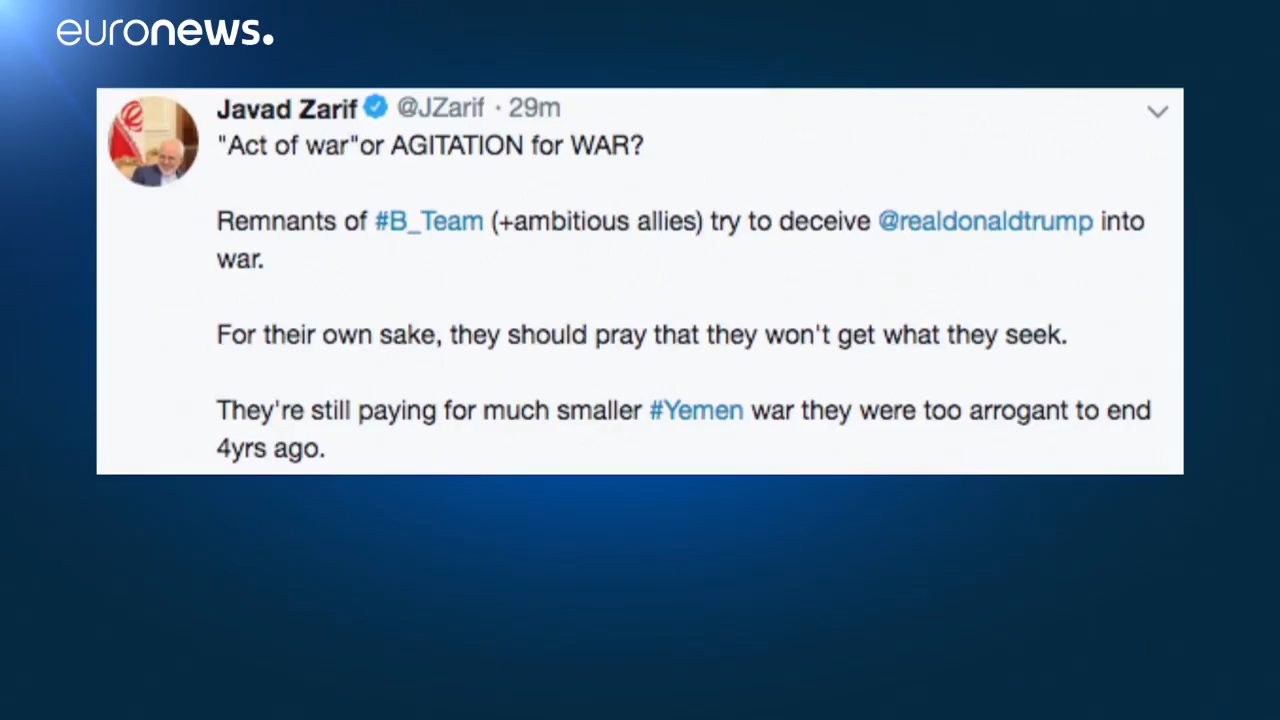 euronews.
Javad Zarif @JZarif · 29m
"Act of war"or AGITATION for WAR?
Remnants of #B_Team (+ambitious allies) try to deceive @realdonaldtrump into
war.
For their own sake, they should pray that they won't get what they seek.
They're still paying for much smaller #Yemen war they were too arrogant to end
4yrs ago.